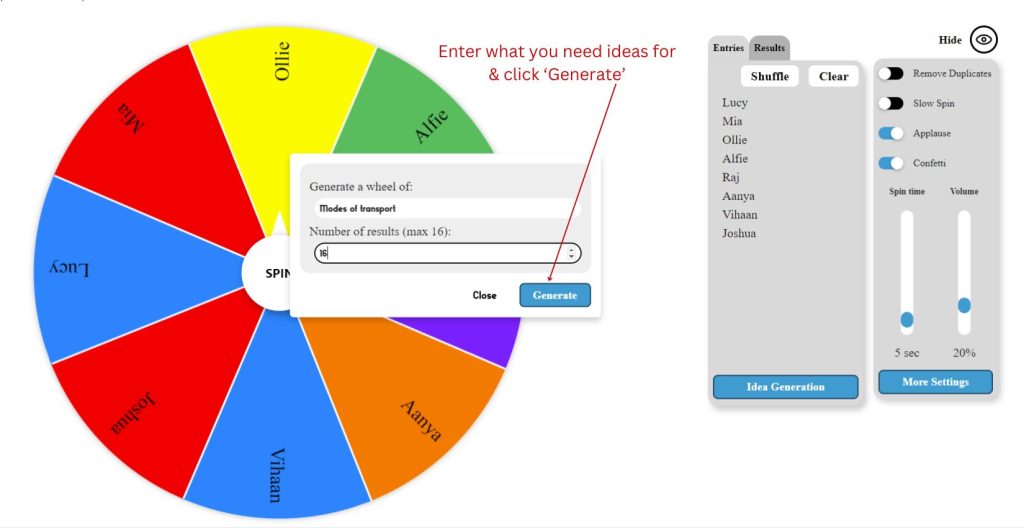 Ollie
Mia
Alfie
Lucy
SPIN
Joshua
Aanya
Vihaan
Enter what you need ideas for
& click ‘Generate’
Generate a wheel of:
Modes of transport
Number of results (max 16):
16
Close
Generate
Hide
Entries
Results
Shuffle
Clear
Lucy
Mia
Ollie
Alfie
Raj
Aanya
Vihaan
Joshua
Idea Generation
Remove Duplicates
Slow Spin
Applause
Confetti
Spin time
Volume
5 sec
20%
More Settings